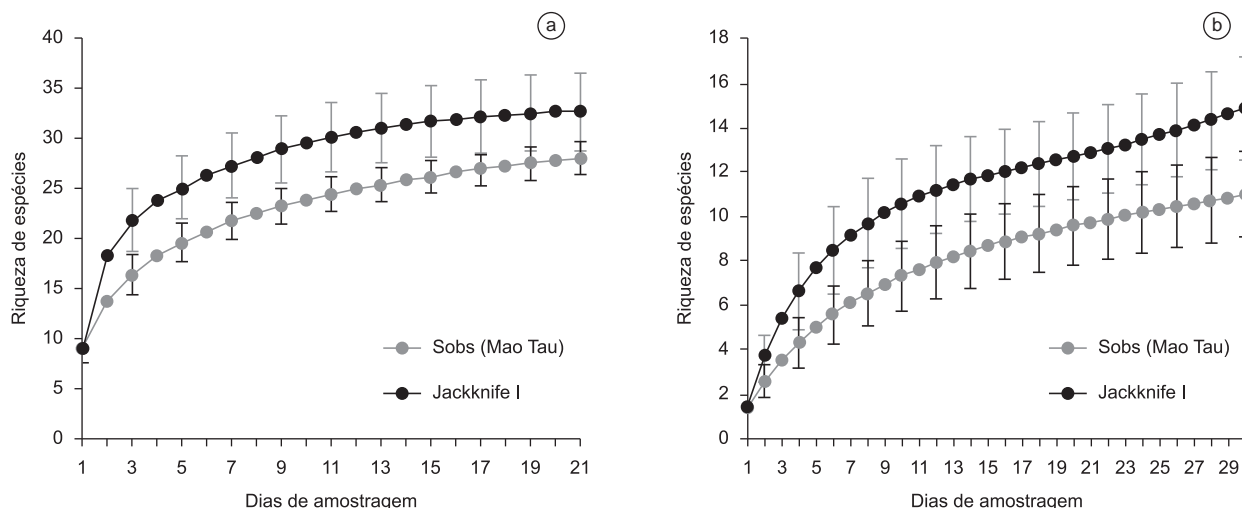 a
40
35
30
25
20
15
10
5
0
Riqueza de espécies
Sobs (Mao Tau)
Jackknife I
1 3 5 7 9 11 13 15 17 19 21
Dias de amostragem
b
18
16
14
12
10
8
6
4
2
0
Riqueza de espécies
Sobs (Mao Tau)
Jackknife I
1 3 5 7 9 11 13 15 17 19 21 23 25 27 29
Dias de amostragem